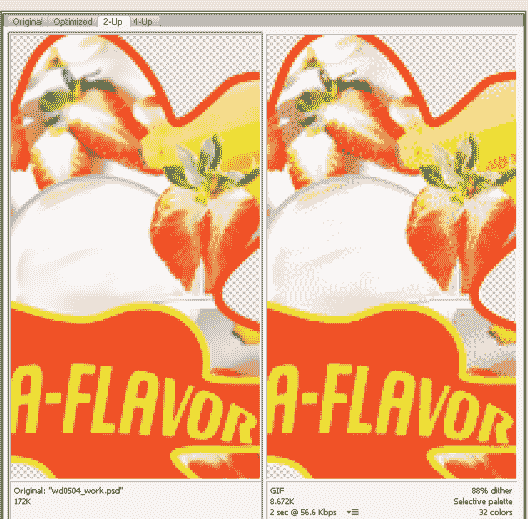 Original Optimized 2-Up 4-Up
A-FLAVOR
A-FLAVOR
Original: "wd0504_work.psd"
172K
GIF
8.672K
2 sec @ 56.6 Kbps
88% dither
Selective palette
32 colors